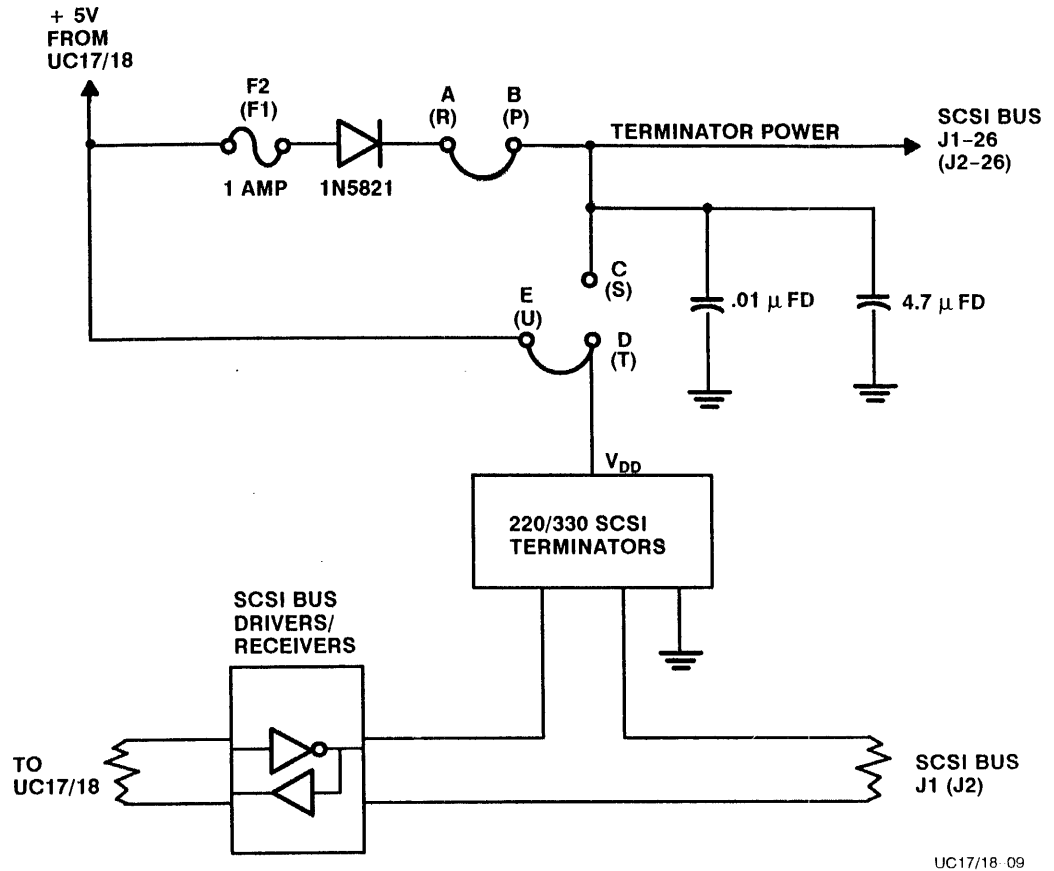 + 5V
FROM
UC17/18
F2
(F1)
1 AMP
1N5821
A
(R)
B
(P)
TERMINATOR POWER
SCSI BUS
J1-26
(J2-26)
C
(S)
.01 μ FD
4.7 μ FD
E
(U)
D
(T)
VDD
220/330 SCSI
TERMINATORS
SCSI BUS
DRIVERS/
RECEIVERS
TO
UC17/18
SCSI BUS
J1 (J2)
UC17/18-09